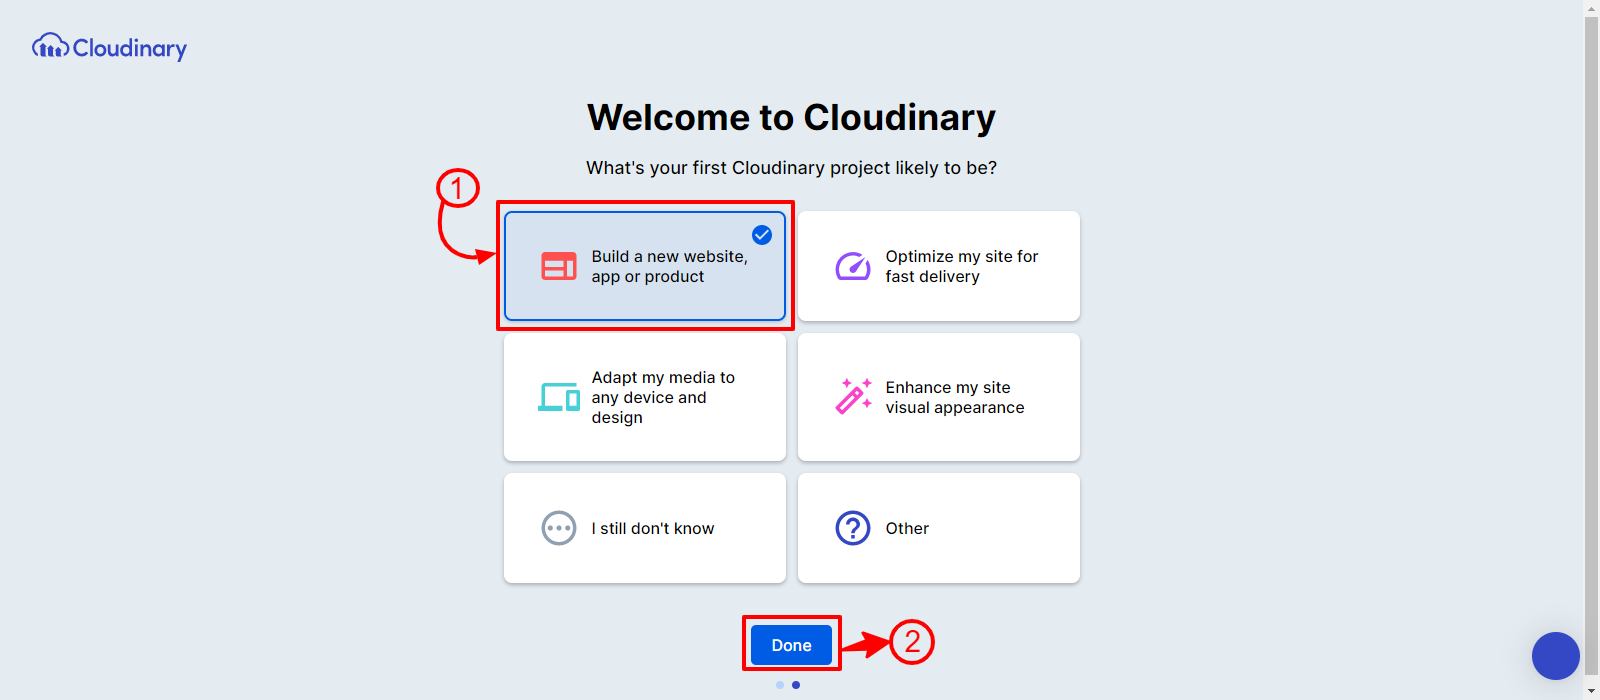 Cloudinary
Welcome to Cloudinary
What's your first Cloudinary project likely to be?
1
Build a new website,
app or product
Optimize my site for
fast delivery
Adapt my media to
any device and
design
Enhance my site
visual appearance
I still don't know
Other
Done
2